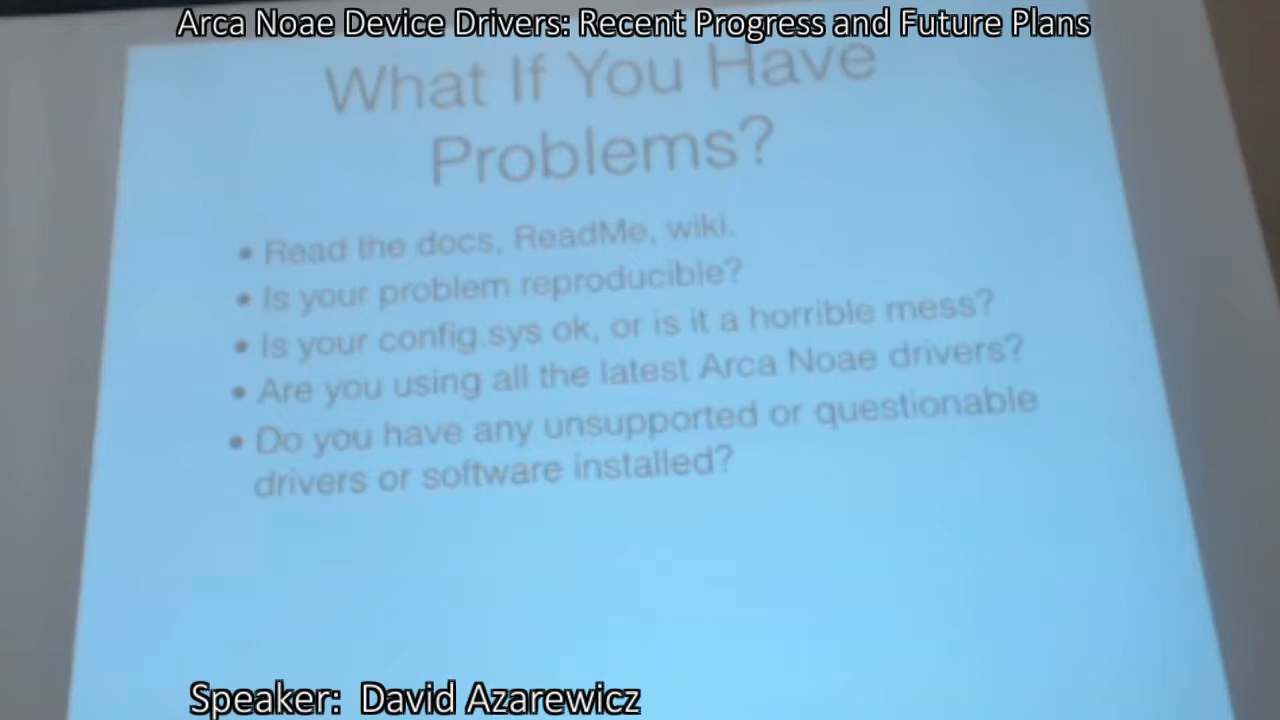 Arca Noae Device Drivers: Recent Progress and Future Plans
What If You Have
Problems?
• Read the docs, ReadMe, wiki.
• Is your problem reproducible?
• Is your config.sys ok, or is it a horrible mess?
• Are you using all the latest Arca Noae drivers?
• Do you have any unsupported or questionable
drivers or software installed?
Speaker: David Azarewicz